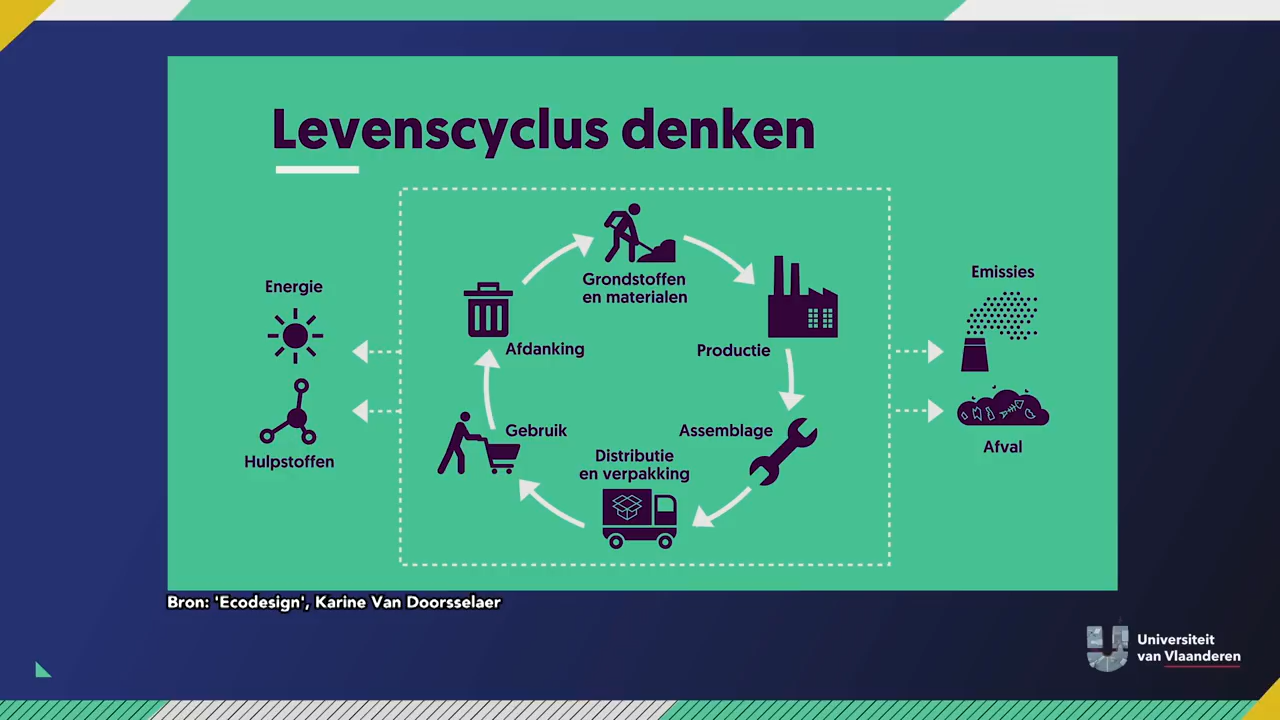 Levenscyclus denken
Grondstoffen
en materialen
Productie
Assemblage
Distributie
en verpakking
Gebruik
Afdanking
Energie
Hulpstoffen
Emissies
Afval
Bron: 'Ecodesign', Karine Van Doorsselaer
Universiteit
van Vlaanderen